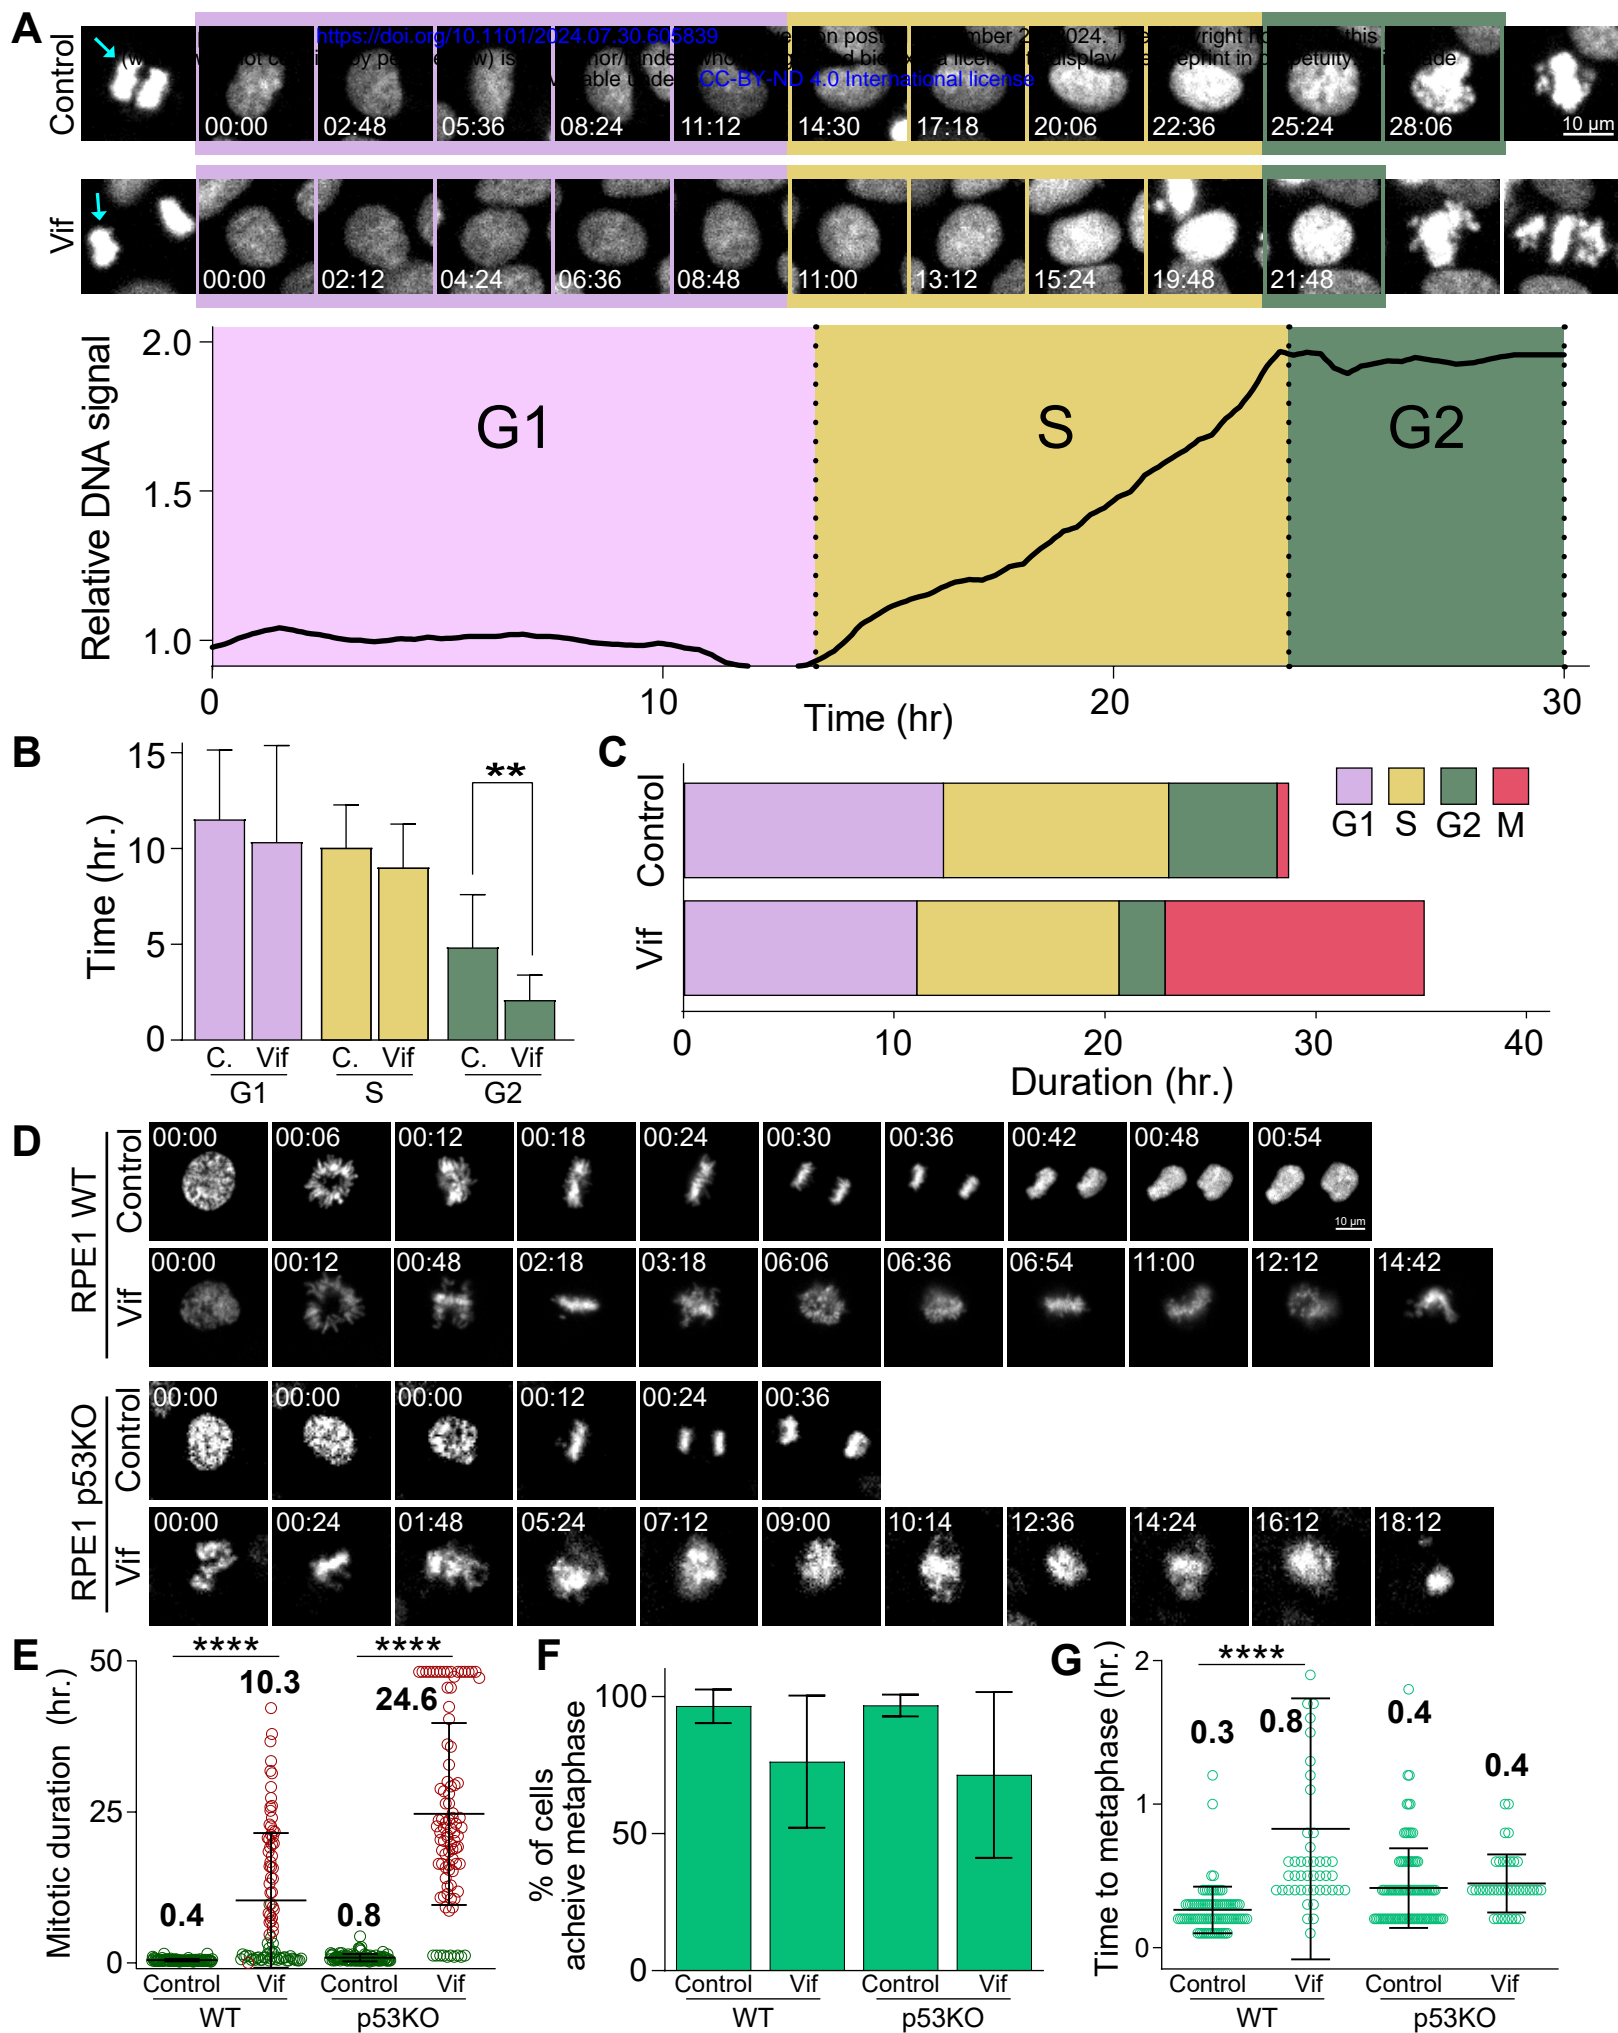 A
Control
https://doi.org/10.1101/2024.07.30.605839
CC-BY-ND 4.0 International license
00:00 02:48 05:36 08:24 11:12 14:30 17:18 20:06 22:36 25:24 28:06 10 µm
Vif
00:00 02:12 04:24 06:36 08:48 11:00 13:12 15:24 19:48 21:48
Relative DNA signal
2.0
1.5
1.0
G1 S G2
0 10 20 30
Time (hr)
B
Time (hr.)
15
10
5
0
**
C. Vif C. Vif C. Vif
G1 S G2
C
Control
Vif
G1 S G2 M
0 10 20 30 40
Duration (hr.)
D
RPE1 WT
Control
00:00 00:06 00:12 00:18 00:24 00:30 00:36 00:42 00:48 00:54
10 µm
Vif
00:00 00:12 00:48 02:18 03:18 06:06 06:36 06:54 11:00 12:12 14:42
RPE1 p53KO
Control
00:00 00:00 00:00 00:12 00:24 00:36
Vif
00:00 00:24 01:48 05:24 07:12 09:00 10:14 12:36 14:24 16:12 18:12
E
Mitotic duration (hr.)
50
25
0
**** ****
0.4 10.3 0.8 24.6
Control Vif Control Vif
WT p53KO
F
% of cells
acheive metaphase
100
50
0
Control Vif Control Vif
WT p53KO
G
Time to metaphase (hr.)
2
1
0
****
0.3 0.8 0.4 0.4
Control Vif Control Vif
WT p53KO